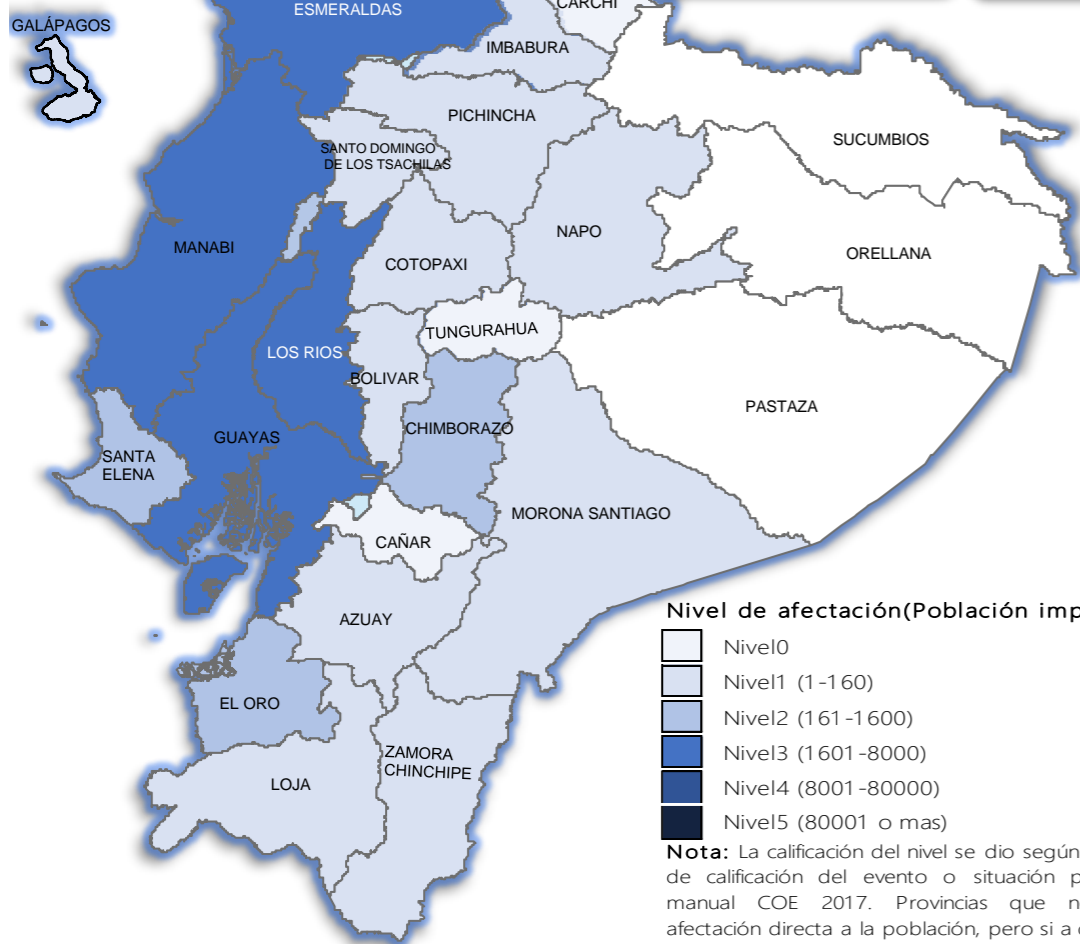 ESMERALDAS
CARCHI
GALÁPAGOS
IMBABURA
PICHINCHA
SUCUMBIOS
SANTO DOMINGO
DE LOS TSACHILAS
NAPO
MANABI
ORELLANA
COTOPAXI
TUNGURAHUA
LOS RIOS
BOLIVAR
PASTAZA
CHIMBORAZO
GUAYAS
SANTA
ELENA
MORONA SANTIAGO
CAÑAR
AZUAY
EL ORO
ZAMORA
CHINCHIPE
LOJA
Nivel de afectación(Población imp
Nivel0
Nivel1 (1-160)
Nivel2 (161-1600)
Nivel3 (1601-8000)
Nivel4 (8001-80000)
Nivel5 (80001 o mas)
Nota: La calificación del nivel se dio según
de calificación del evento o situación p
manual COE 2017. Provincias que n
afectación directa a la población, pero si a